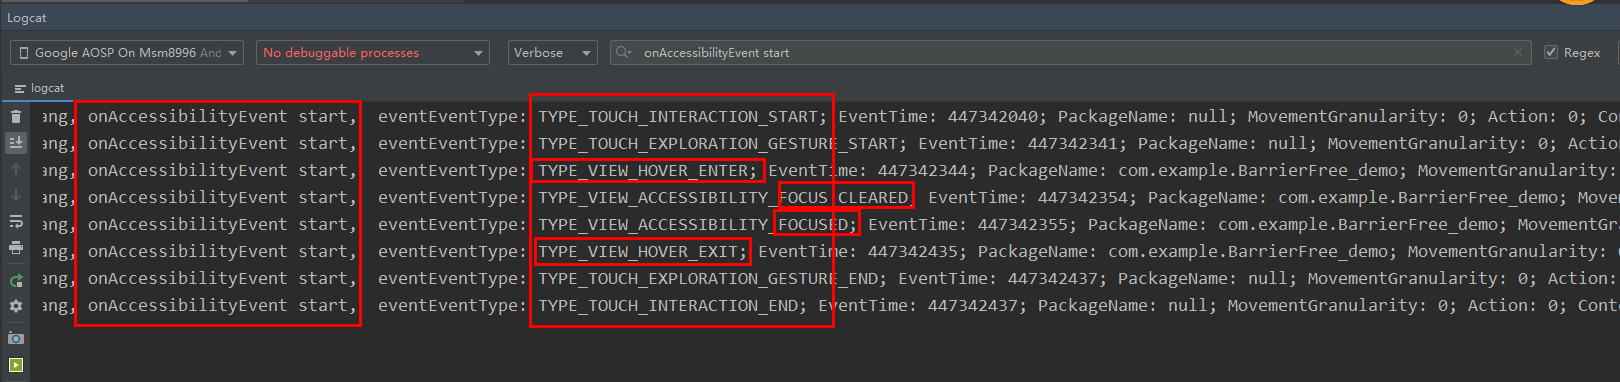 Logcat
Google AOSP On Msm8996 And No debuggable processes Verbose onAccessibilityEvent start Regex
logcat
ang, onAccessibilityEvent start, eventEventType: TYPE_TOUCH_INTERACTION_START; EventTime: 447342040; PackageName: null; MovementGranularity: 0; Action: 0; Con
ang, onAccessibilityEvent start, eventEventType: TYPE_TOUCH_EXPLORATION_GESTURE_START; EventTime: 447342341; PackageName: null; MovementGranularity: 0; Actio
ang, onAccessibilityEvent start, eventEventType: TYPE_VIEW_HOVER_ENTER; EventTime: 447342344; PackageName: com.example.BarrierFree_demo; MovementGranularity:
ang, onAccessibilityEvent start, eventEventType: TYPE_VIEW_ACCESSIBILITY_FOCUS_CLEARED; EventTime: 447342354; PackageName: com.example.BarrierFree_demo; Move
ang, onAccessibilityEvent start, eventEventType: TYPE_VIEW_ACCESSIBILITY_FOCUSED; EventTime: 447342355; PackageName: com.example.BarrierFree_demo; MovementGra
ang, onAccessibilityEvent start, eventEventType: TYPE_VIEW_HOVER_EXIT; EventTime: 447342435; PackageName: com.example.BarrierFree_demo; MovementGranularity:
ang, onAccessibilityEvent start, eventEventType: TYPE_TOUCH_EXPLORATION_GESTURE_END; EventTime: 447342437; PackageName: null; MovementGranularity: 0; Action:
ang, onAccessibilityEvent start, eventEventType: TYPE_TOUCH_INTERACTION_END; EventTime: 447342437; PackageName: null; MovementGranularity: 0; Action: 0; Conte